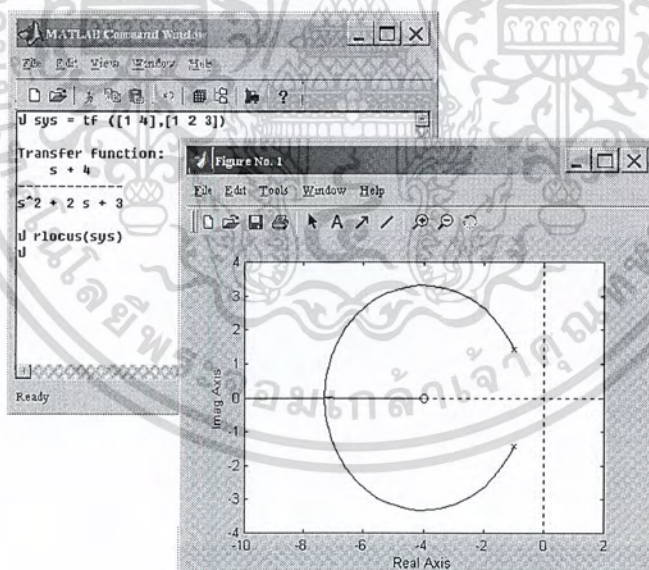 MATLAB Command Window
File Edit View Window Help
sys = tf ([1 4],[1 2 3])
Transfer function:
s + 4
---------------
s^2 + 2 s + 3
rlocus(sys)
Ready
Figure No. 1
File Edit Tools Window Help
4
3
2
1
0
-1
-2
-3
-4
Imag Axis
-10 -8 -6 -4 -2 0 2
Real Axis